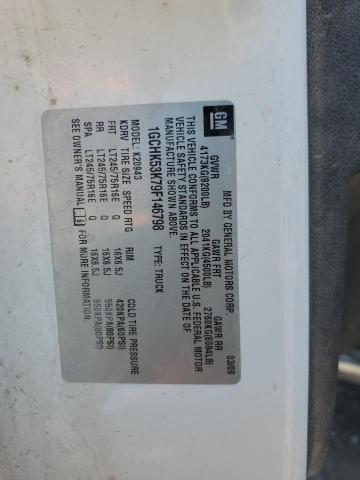 GM
MFD BY GENERAL MOTORS CORP. 03/09
GVWR GAWR FRT GAWR RR
4173KG(9200LB) 2041KG(4500LB) 2760KG(6084LB)
THIS VEHICLE CONFORMS TO ALL APPLICABLE U.S. FEDERAL MOTOR
VEHICLE SAFETY STANDARDS IN EFFECT ON THE DATE OF
MANUFACTURE SHOWN ABOVE.
1GCHK53K79F146798 TYPE: TRUCK
MODEL: K20943
KDRV TIRE SIZE SPEED RTG RIM COLD TIRE PRESSURE
FRT LT245/75R16E Q 16X6.5J 420KPA(60PSI)
RR LT245/75R16E Q 16X6.5J 550KPA(80PSI)
SPA LT245/75R16E Q 16X6.5J 550KPA(80PSI)
SEE OWNER'S MANUAL FOR MORE INFORMATION.